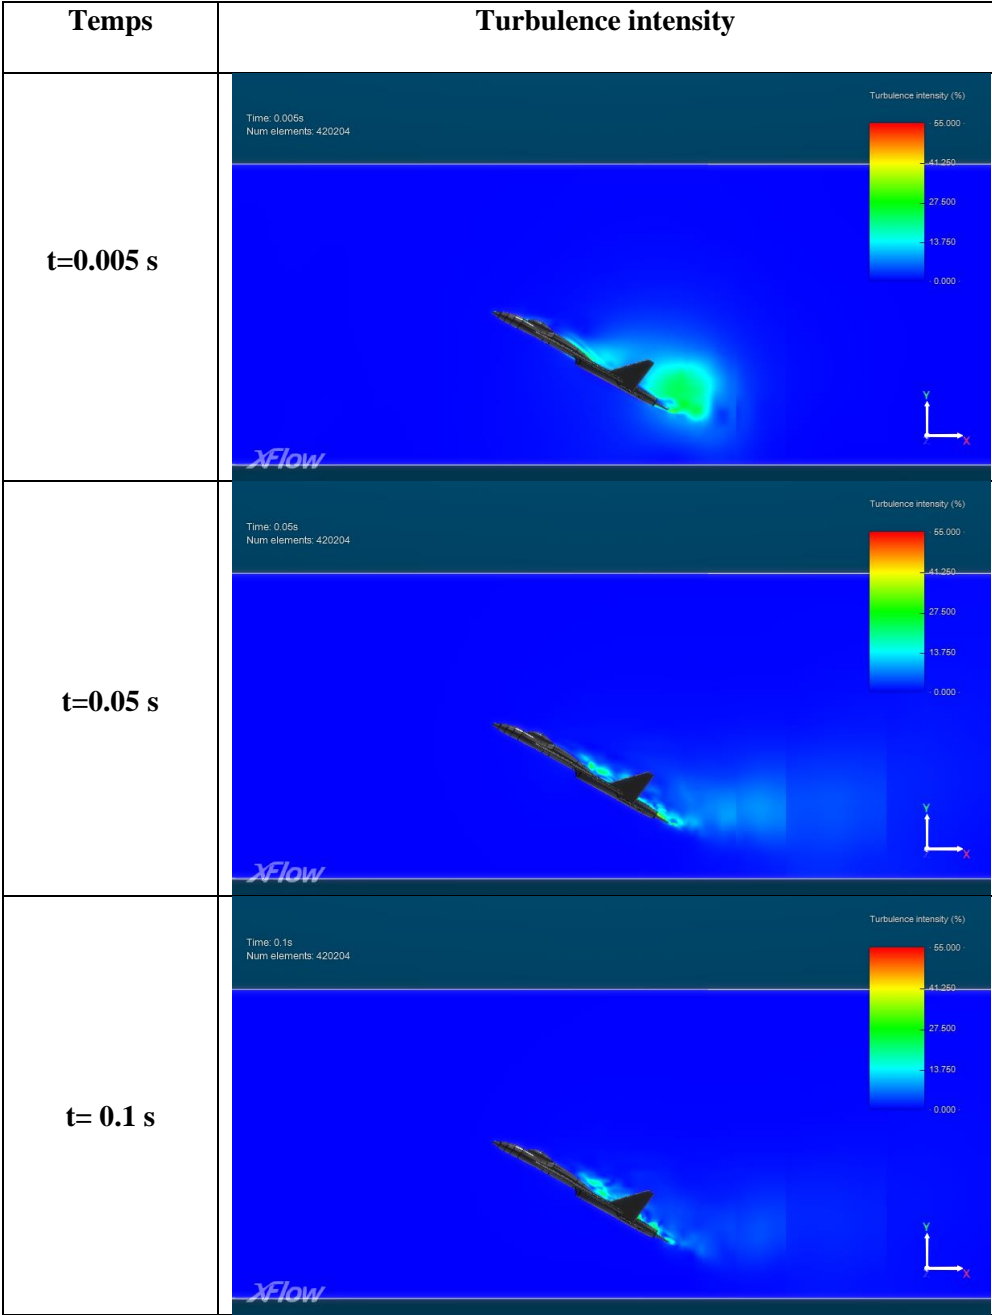 Temps
Turbulence intensity
t=0.005 s
Time: 0.005s
Num elements: 420204
Turbulence intensity (%)
55.000
41.250
27.500
13.750
0.000
Y
X
XFlow
t=0.05 s
Time: 0.05s
Num elements: 420204
Turbulence intensity (%)
55.000
41.250
27.500
13.750
0.000
Y
X
XFlow
t= 0.1 s
Time: 0.1s
Num elements: 420204
Turbulence intensity (%)
55.000
41.250
27.500
13.750
0.000
Y
X
XFlow